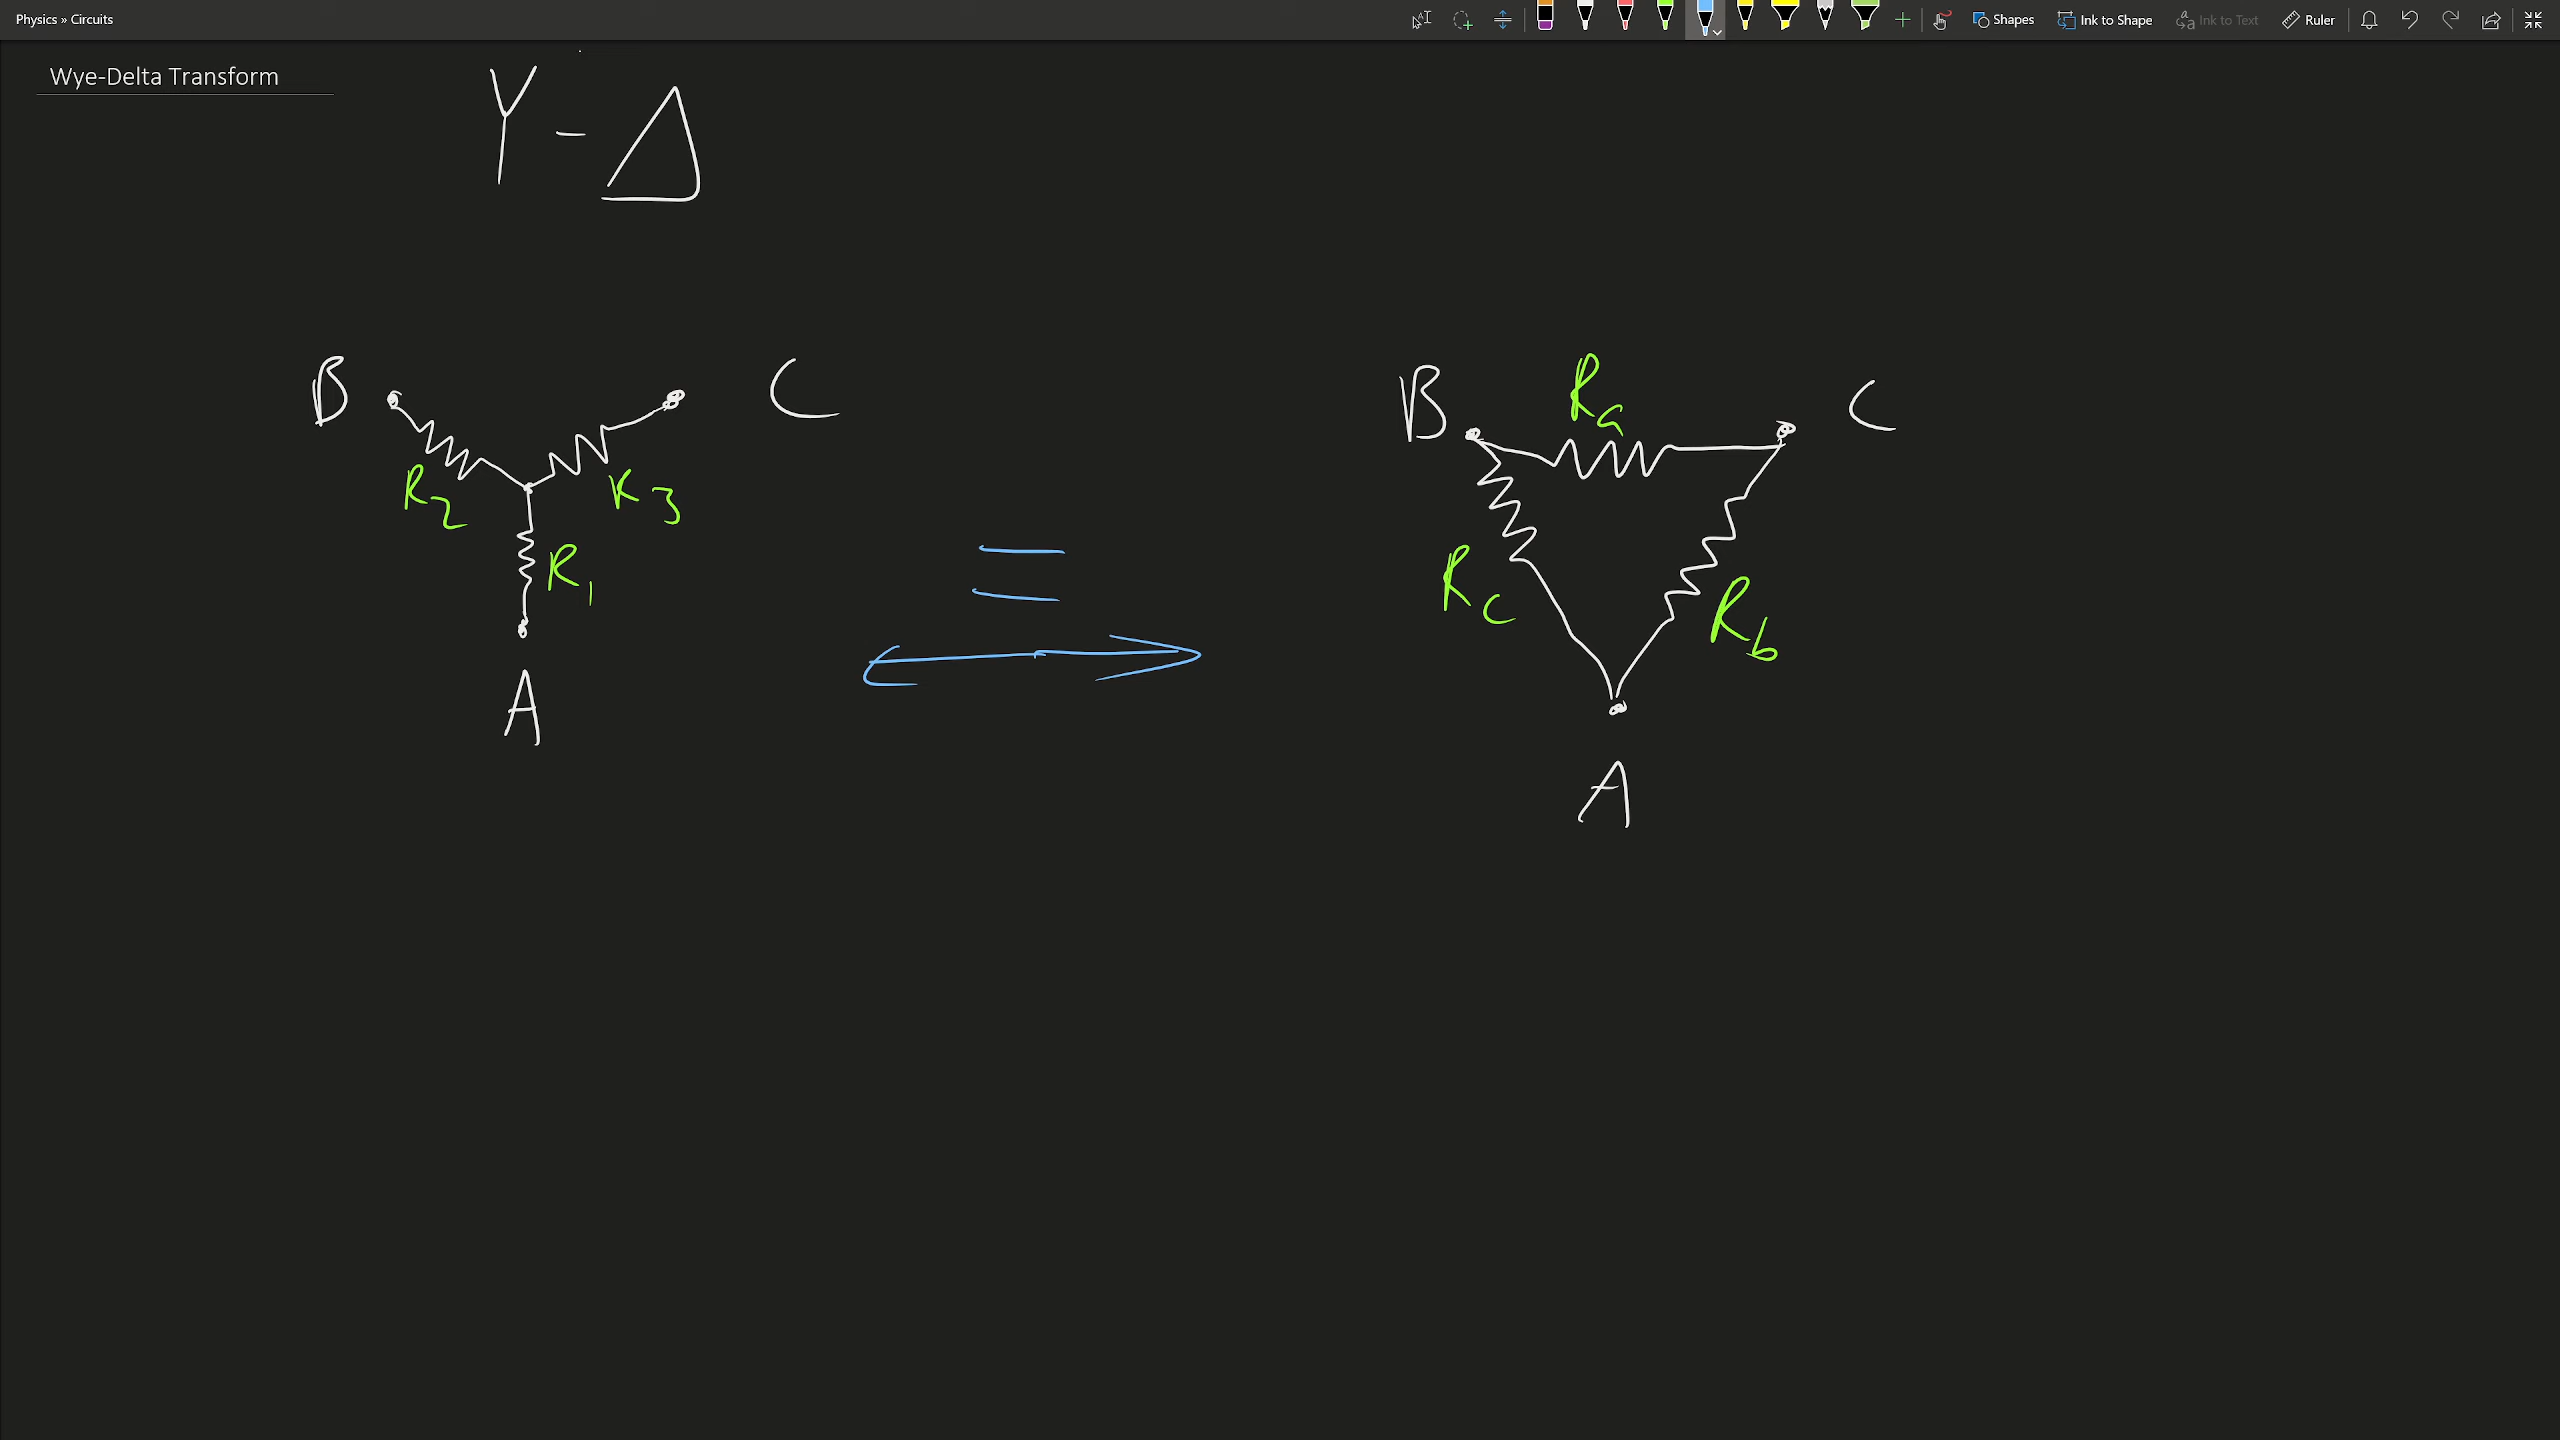 Physics » Circuits
Shapes
Ink to Shape
Ink to Text
Ruler
Wye-Delta Transform
Y - Δ
B
C
R2
R3
R1
A
=
B
Ra
C
Rc
Rb
A